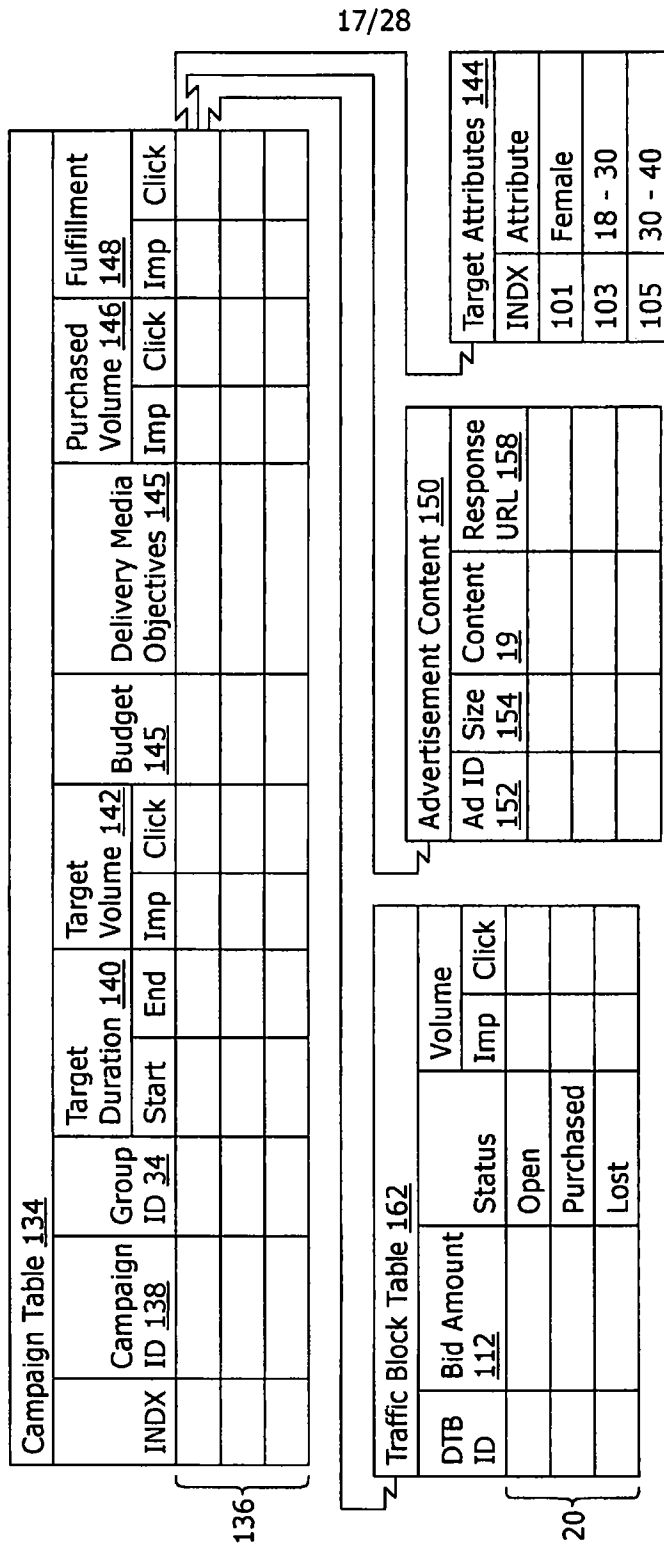 17/28
Campaign Table 134
INDX
Campaign
ID 138
Group
ID 34
Target
Duration 140
Start
End
Target
Volume 142
Imp
Click
Budget
145
Delivery Media
Objectives 145
Purchased
Volume 146
Imp
Click
Fulfillment
148
Imp
Click
136
Traffic Block Table 162
DTB
ID
Bid Amount
112
Status
Volume
Imp
Click
Open
Purchased
Lost
20
Advertisement Content 150
Ad ID
152
Size
154
Content
19
Response
URL 158
Target Attributes 144
INDX
Attribute
101
Female
103
18 - 30
105
30 - 40